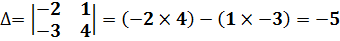 Δ= |−2 1|
|−3 4| = (−2 × 4) − (1 × −3) = −5